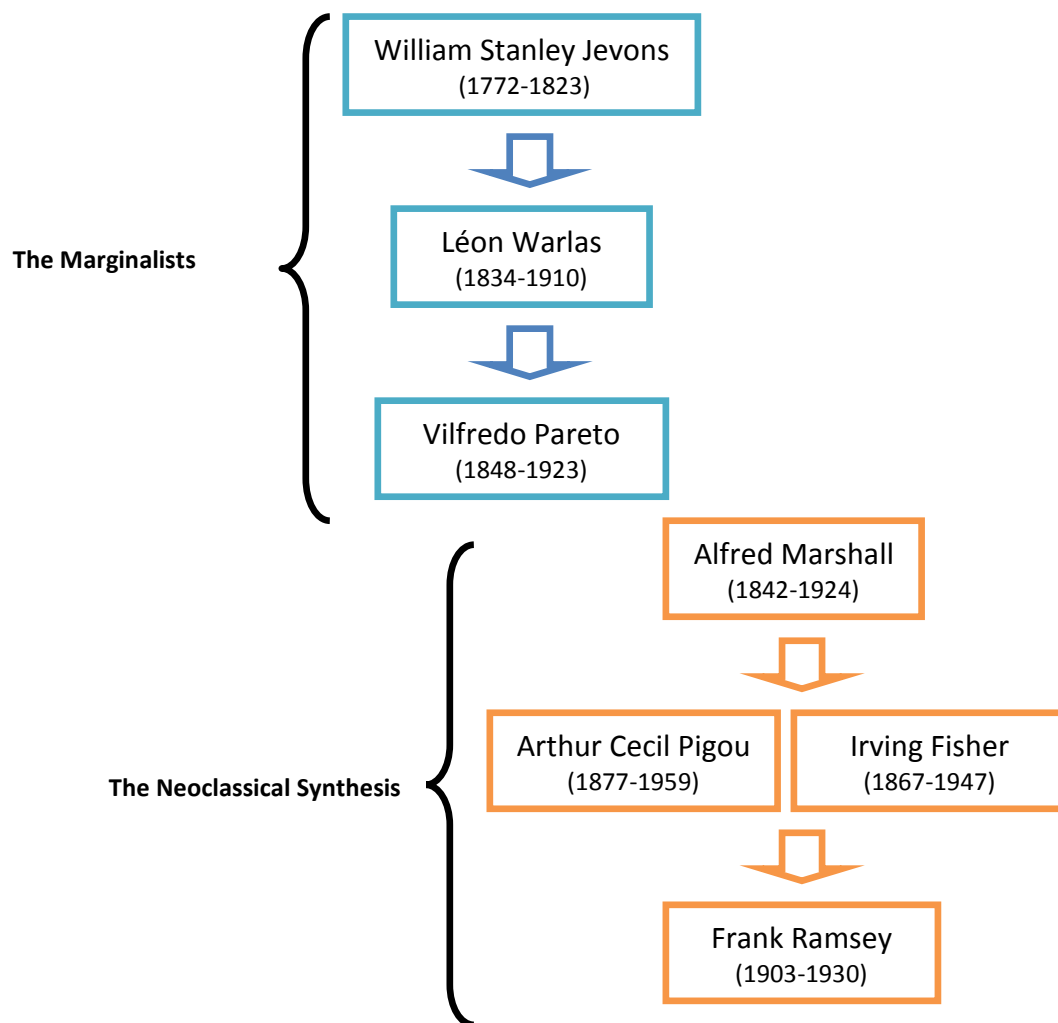 William Stanley Jevons
(1772-1823)
The Marginalists
Léon Warlas
(1834-1910)
Vilfredo Pareto
(1848-1923)
Alfred Marshall
(1842-1924)
Arthur Cecil Pigou
(1877-1959)
Irving Fisher
(1867-1947)
The Neoclassical Synthesis
Frank Ramsey
(1903-1930)